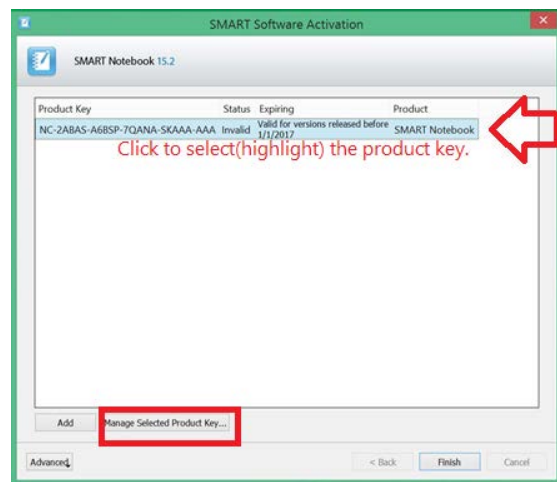 SMART Software Activation
SMART Notebook 15.2
Product Key Status Expiring Product
NC-2ABAS-A6BSP-7QANA-SKAAA-AAA Invalid Valid for versions released before 1/1/2017 SMART Notebook
Click to select(highlight) the product key.
Add Manage Selected Product Key...
Advanced < Back Finish Cancel